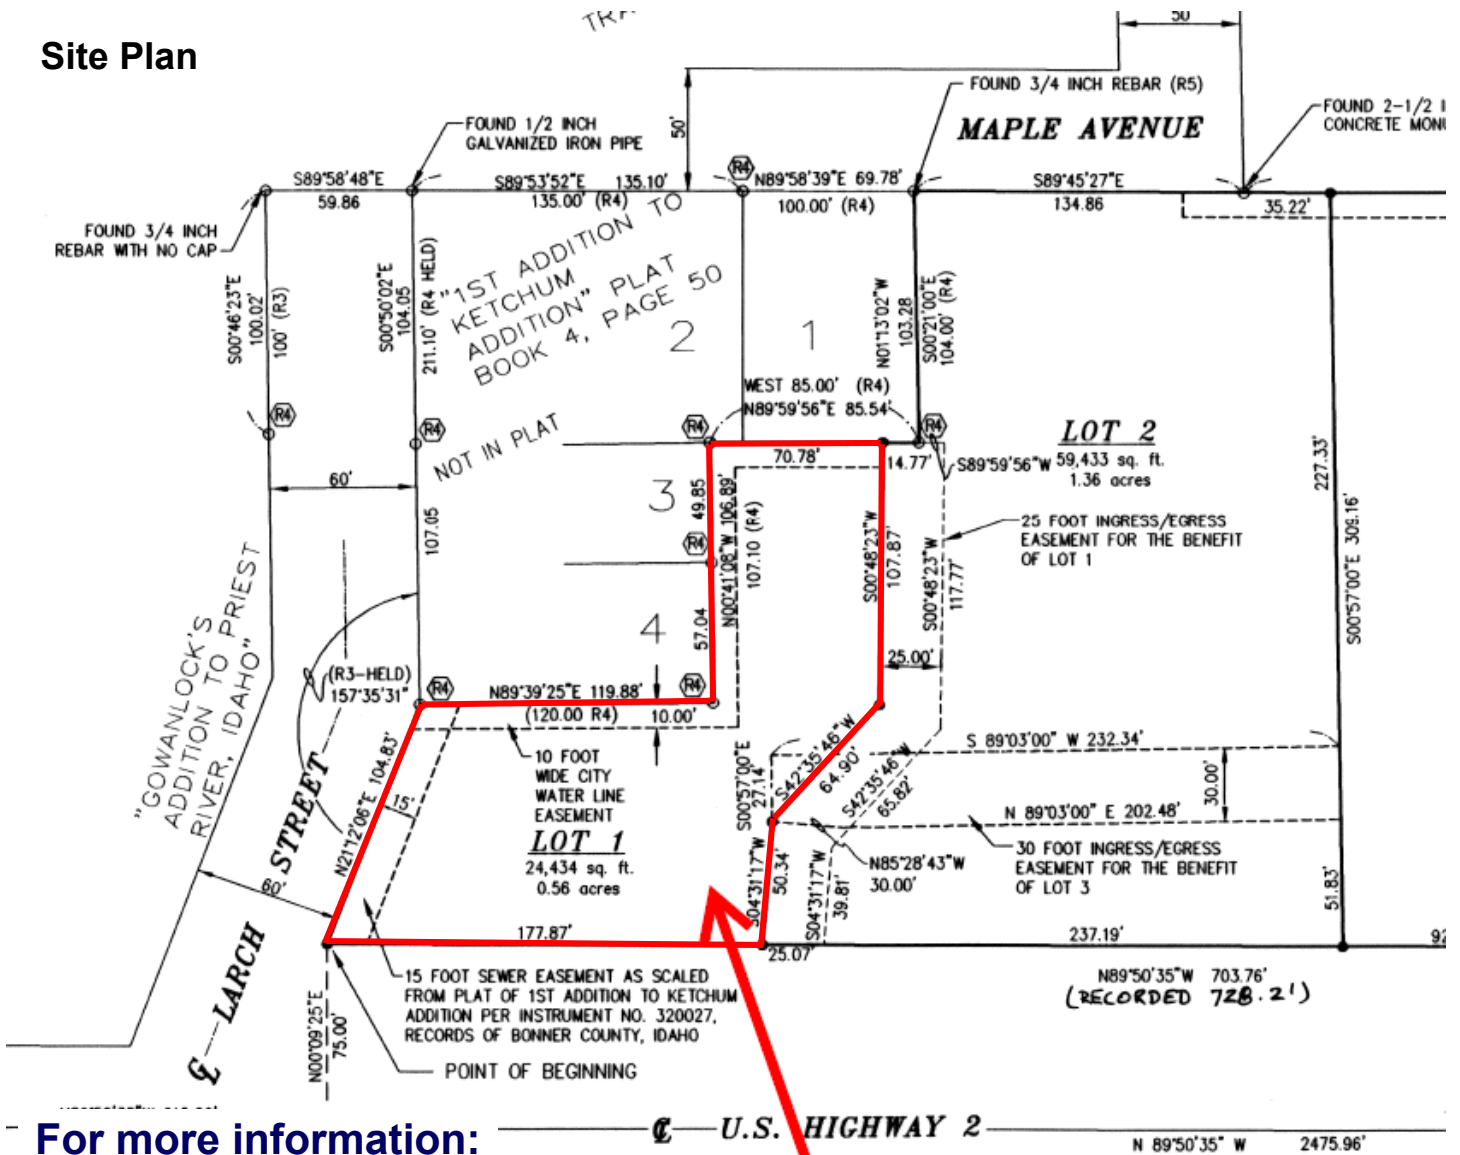 Site Plan
50'
50'
FOUND 3/4 INCH REBAR (R5)
MAPLE AVENUE
FOUND 1/2 INCH
GALVANIZED IRON PIPE
R4
S89°58'48"E
59.86
S89°53'52"E 135.10'
135.00' (R4)
N89°58'39"E 69.78'
100.00' (R4)
S89°45'27"E
134.86
35.22'
FOUND 3/4 INCH
REBAR WITH NO CAP
S00°46'23"E
100.02'
100' (R3)
S00°50'02"E
104.05
211.10' (R4 HELD)
"1ST ADDITION TO
KETCHUM
ADDITION" PLAT
BOOK 4, PAGE 50
2
1
N01°13'02"W
103.28
S00°21'00"E
104.00' (R4)
WEST 85.00' (R4)
N89°59'56"E 85.54'
R4
R4
R4
R4
NOT IN PLAT
70.78'
14.77'
S89°59'56"W
LOT 2
59,433 sq. ft.
1.36 acres
227.33'
S00°57'00"E 309.16'
60'
107.05
3
49.85
N00°41'08"W 106.89'
107.10 (R4)
R4
S00°48'23"W
107.87'
S00°48'23"W
117.77'
25 FOOT INGRESS/EGRESS
EASEMENT FOR THE BENEFIT
OF LOT 1
"GOWANLOCK'S
ADDITION TO PRIEST
RIVER, IDAHO"
4
57.04
25.00'
(R3-HELD)
157°35'31"
R4
N89°39'25"E 119.88'
(120.00 R4)
R4
10.00'
10 FOOT
WIDE CITY
WATER LINE
EASEMENT
N21°12'06"E 104.83'
15'
S00°57'00"E
27.14
S42°35'46"W
64.90'
S42°35'46"W
65.82'
S 89°03'00" W 232.34'
30.00'
N 89°03'00" E 202.48'
LOT 1
24,434 sq. ft.
0.56 acres
S04°31'17"W
50.34'
S04°31'17"W
39.81'
N85°28'43"W
30.00'
30 FOOT INGRESS/EGRESS
EASEMENT FOR THE BENEFIT
OF LOT 3
51.83'
60'
℄ LARCH STREET
177.87'
25.07'
237.19'
92
N89°50'35"W 703.76'
(RECORDED 728.21')
15 FOOT SEWER EASEMENT AS SCALED
FROM PLAT OF 1ST ADDITION TO KETCHUM
ADDITION PER INSTRUMENT NO. 320027,
RECORDS OF BONNER COUNTY, IDAHO
N00°09'25"E
75.00'
POINT OF BEGINNING
For more information:
℄ U.S. HIGHWAY 2
N 89°50'35" W 2475.96'
FOUND 2-1/2
CONCRETE